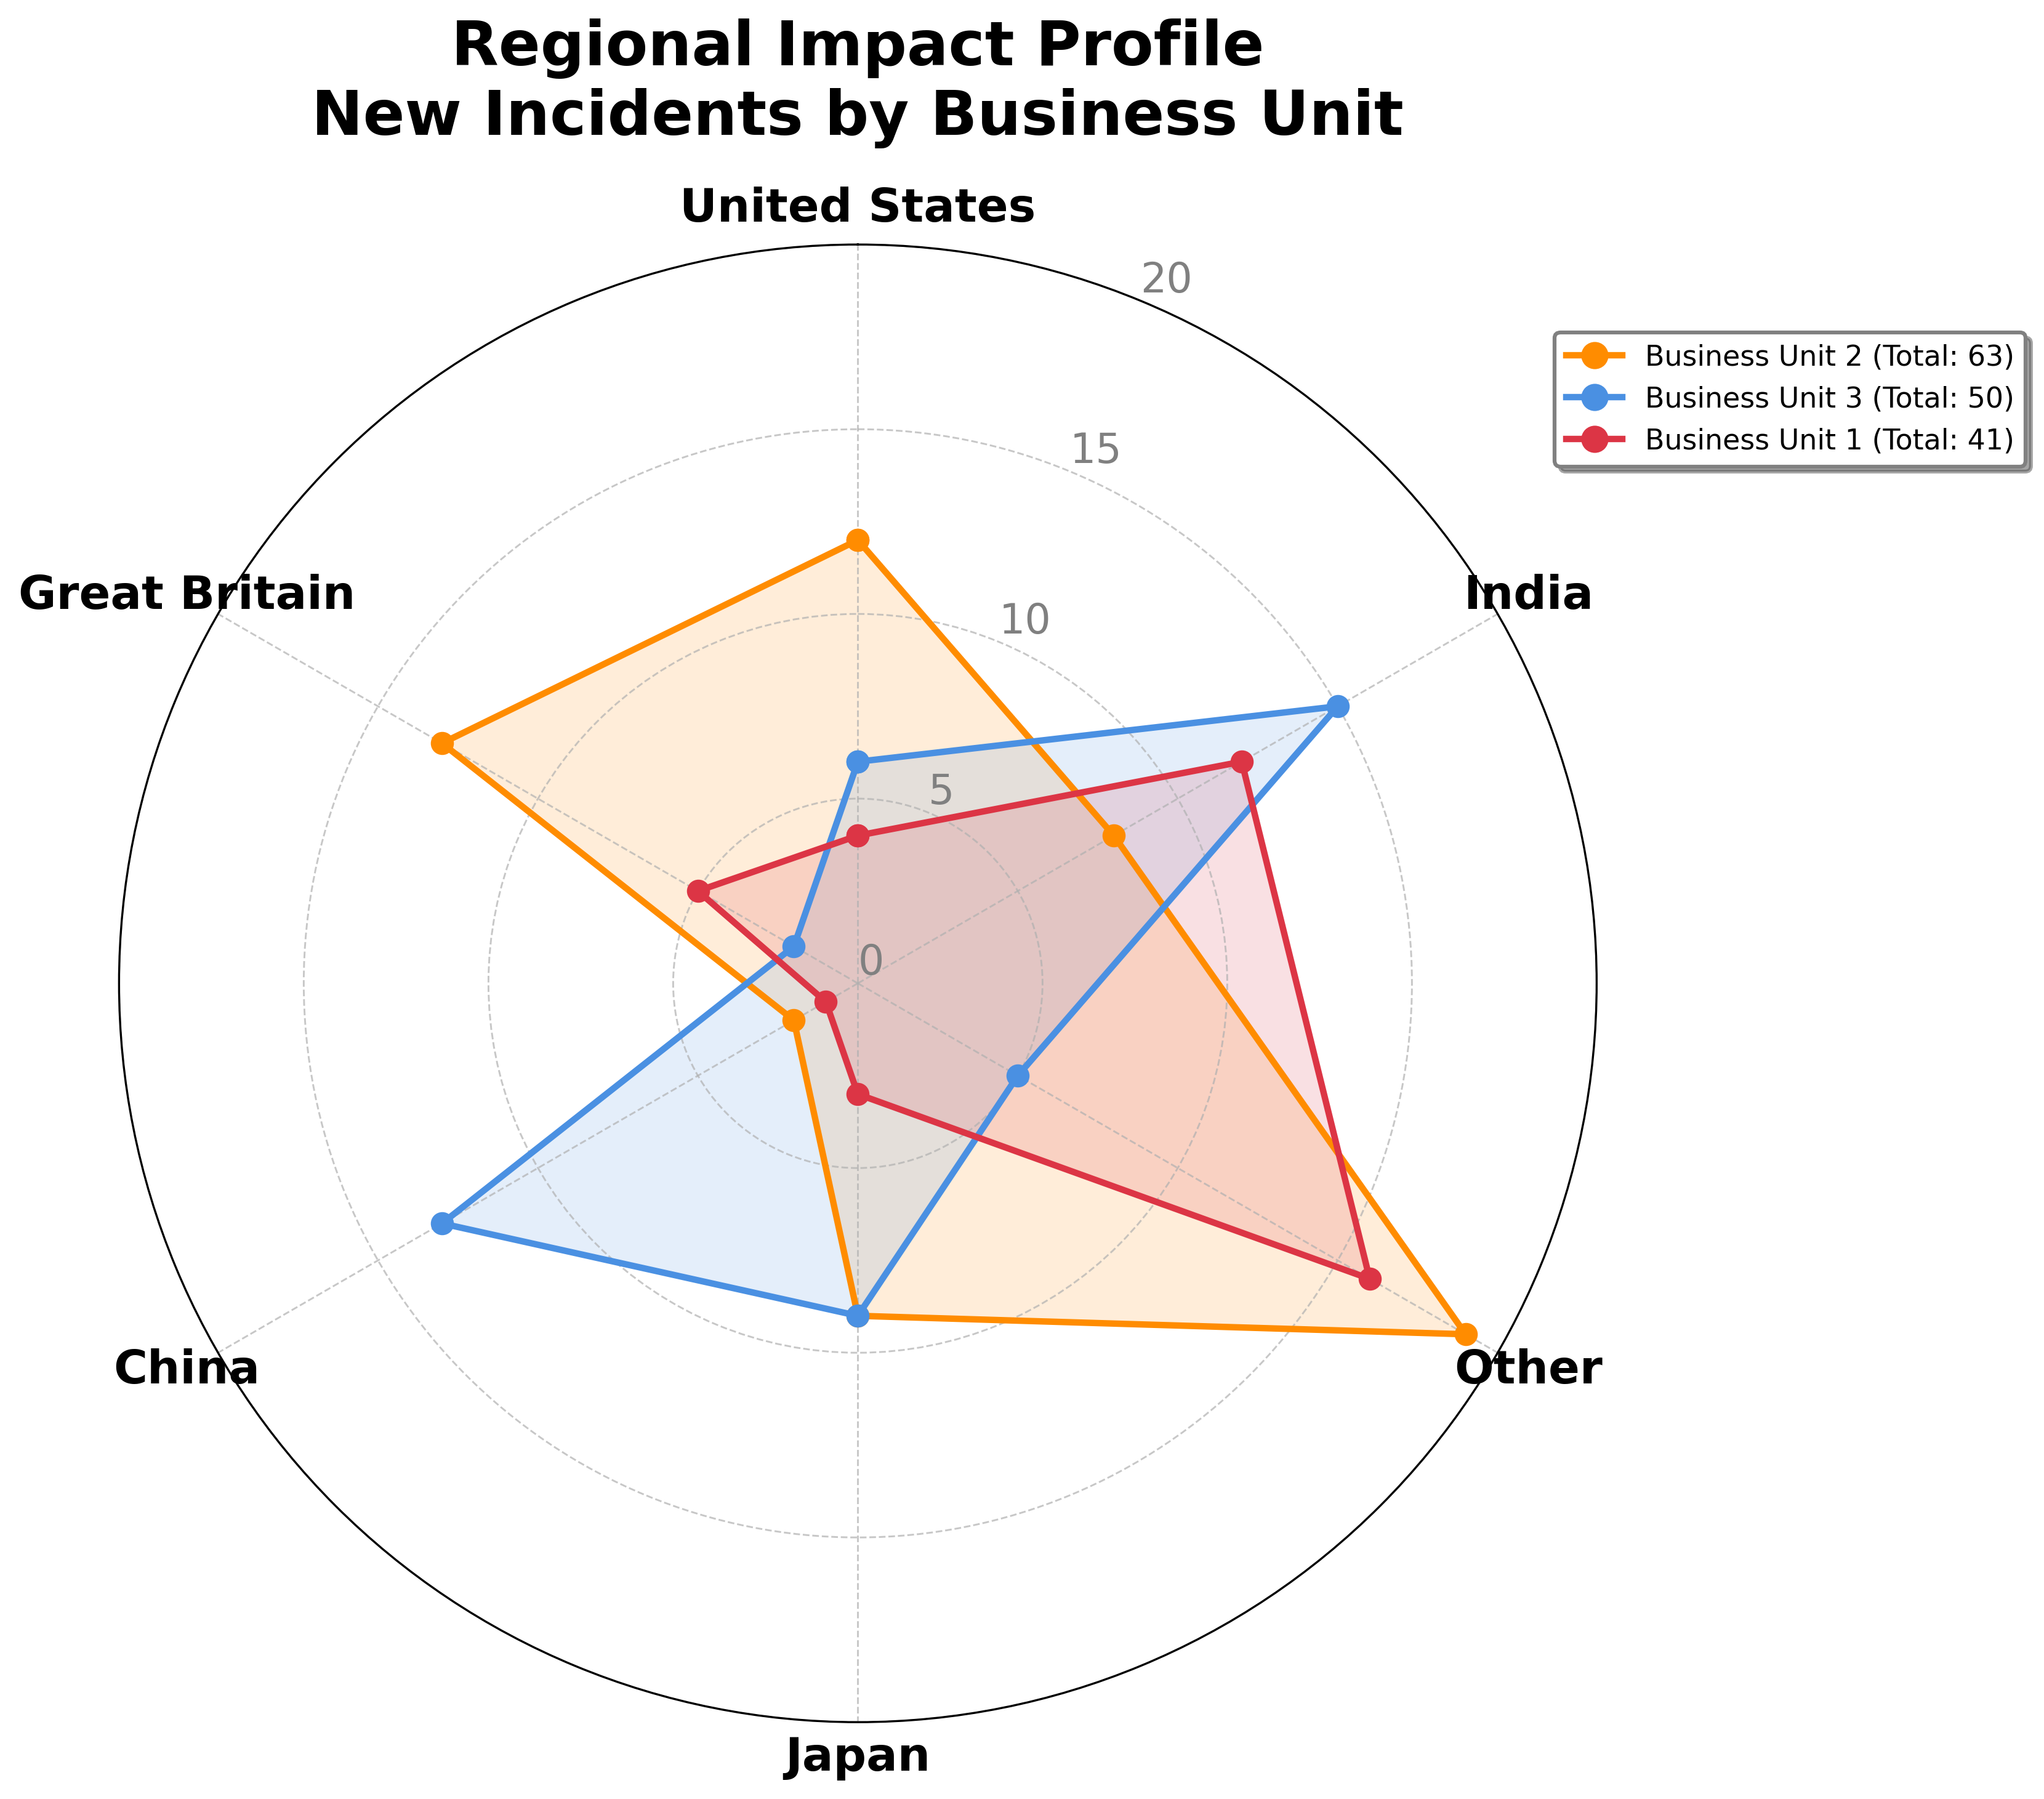 Regional Impact Profile
New Incidents by Business Unit
United States
20
Business Unit 2 (Total: 63)
Business Unit 3 (Total: 50)
Business Unit 1 (Total: 41)
15
Great Britain
India
10
5
0
China
Other
Japan